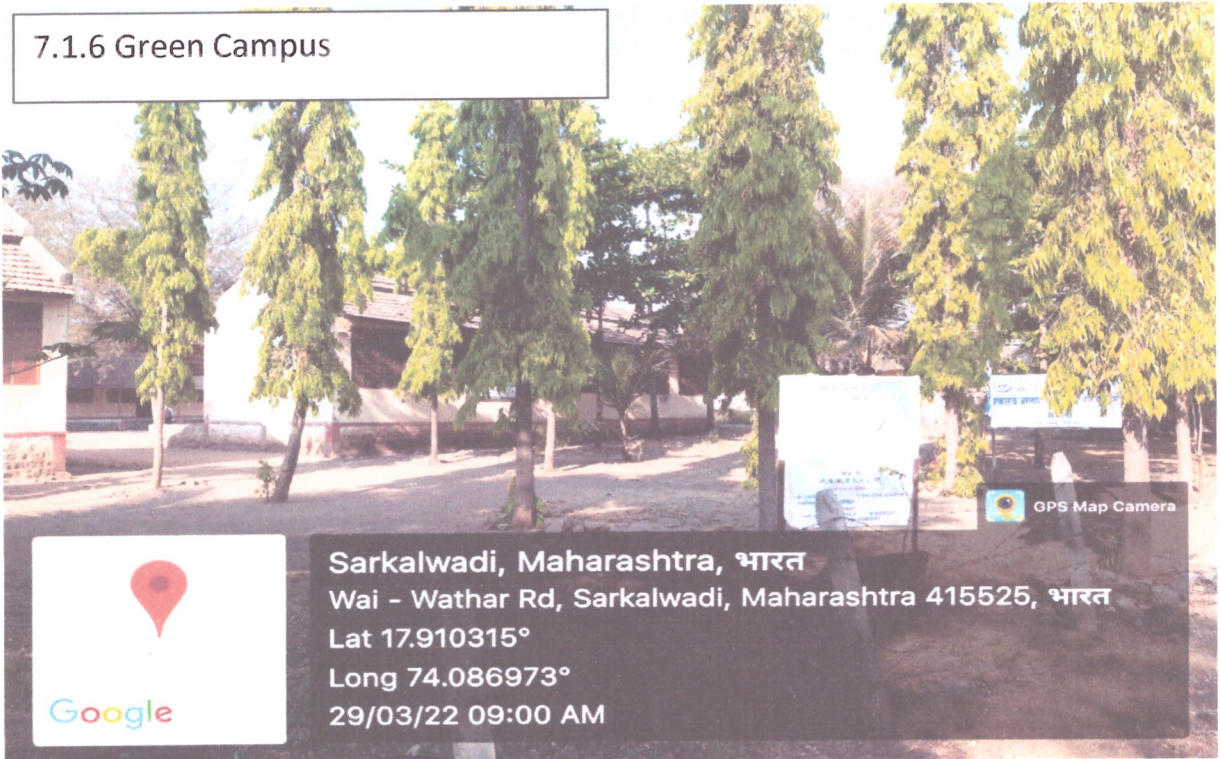 7.1.6 Green Campus
GPS Map Camera
Sarkalwadi, Maharashtra, भारत
Wai - Wathar Rd, Sarkalwadi, Maharashtra 415525, भारत
Lat 17.910315°
Long 74.086973°
29/03/22 09:00 AM
Google